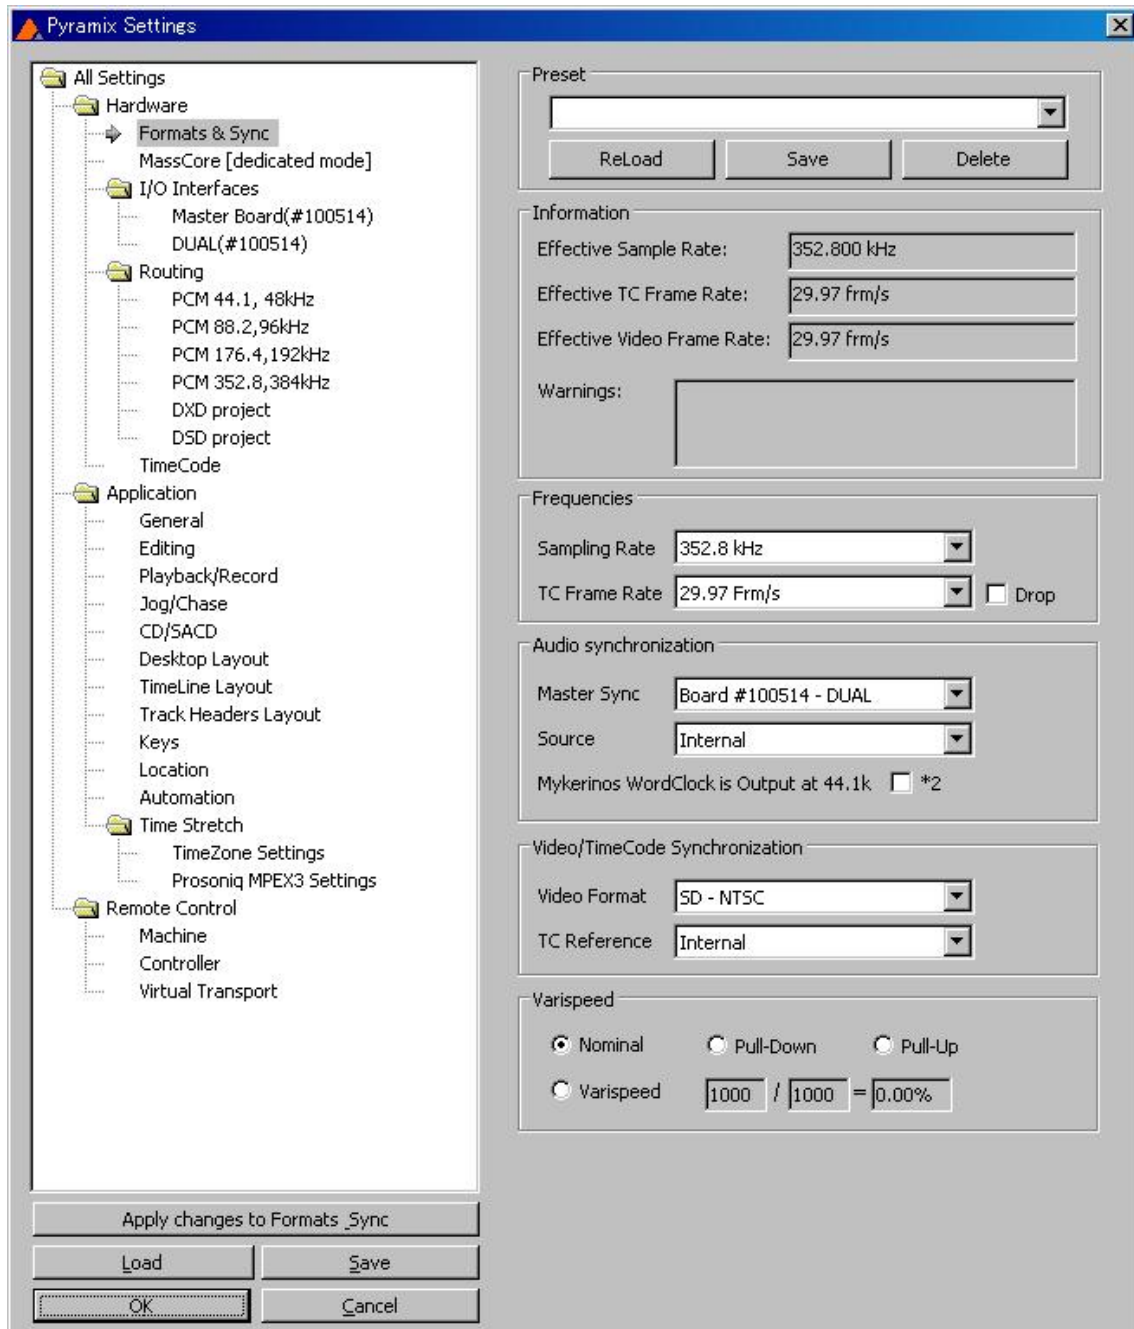 Pyramix Settings
All Settings
Hardware
Formats & Sync
MassCore [dedicated mode]
I/O Interfaces
Master Board(#100514)
DUAL(#100514)
Routing
PCM 44.1, 48kHz
PCM 88.2,96kHz
PCM 176.4,192kHz
PCM 352.8,384kHz
DXD project
DSD project
TimeCode
Application
General
Editing
Playback/Record
Jog/Chase
CD/SACD
Desktop Layout
TimeLine Layout
Track Headers Layout
Keys
Location
Automation
Time Stretch
TimeZone Settings
Prosoniq MPEX3 Settings
Remote Control
Machine
Controller
Virtual Transport
Apply changes to Formats _Sync
Load Save
OK Cancel
Preset
ReLoad Save Delete
Information
Effective Sample Rate: 352.800 kHz
Effective TC Frame Rate: 29.97 frm/s
Effective Video Frame Rate: 29.97 frm/s
Warnings:
Frequencies
Sampling Rate 352.8 kHz
TC Frame Rate 29.97 Frm/s Drop
Audio synchronization
Master Sync Board #100514 - DUAL
Source Internal
Mykerinos WordClock is Output at 44.1k *2
Video/TimeCode Synchronization
Video Format SD - NTSC
TC Reference Internal
Varispeed
Nominal Pull-Down Pull-Up
Varispeed 1000 / 1000 = 0.00%